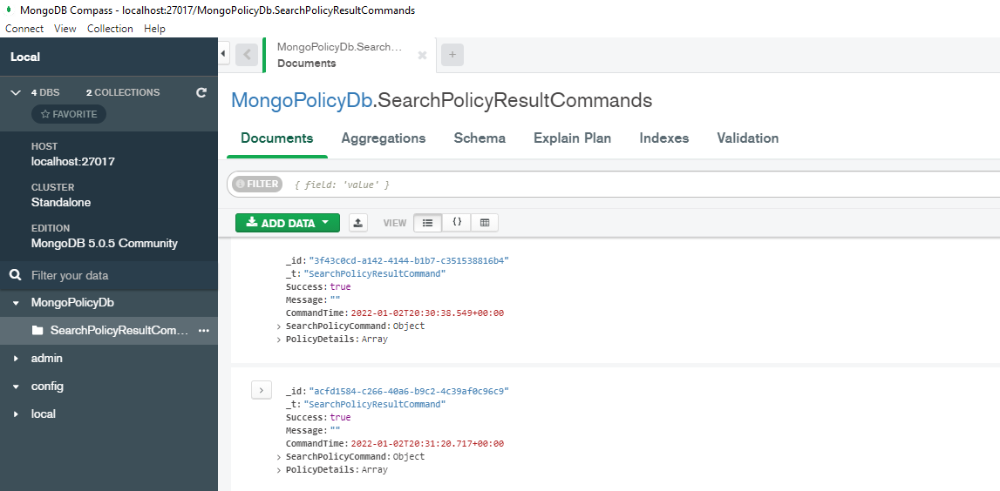 MongoDB Compass - localhost:27017/MongoPolicyDb.SearchPolicyResultCommands
Connect View Collection Help
Local
4 DBS 2 COLLECTIONS
FAVORITE
HOST
localhost:27017
CLUSTER
Standalone
EDITION
MongoDB 5.0.5 Community
Filter your data
MongoPolicyDb
SearchPolicyResultCom... •••
admin
config
local
MongoPolicyDb.Search...
Documents
MongoPolicyDb.SearchPolicyResultCommands
Documents Aggregations Schema Explain Plan Indexes Validation
FILTER { field: 'value' }
ADD DATA VIEW {}
_id: "3f43c0cd-a142-4144-b1b7-c351538816b4"
_t: "SearchPolicyResultCommand"
Success: true
Message: ""
CommandTime: 2022-01-02T20:30:38.549+00:00
> SearchPolicyCommand: Object
> PolicyDetails: Array
_id: "acfd1584-c266-40a6-b9c2-4c39af0c96c9"
_t: "SearchPolicyResultCommand"
Success: true
Message: ""
CommandTime: 2022-01-02T20:31:20.717+00:00
> SearchPolicyCommand: Object
> PolicyDetails: Array